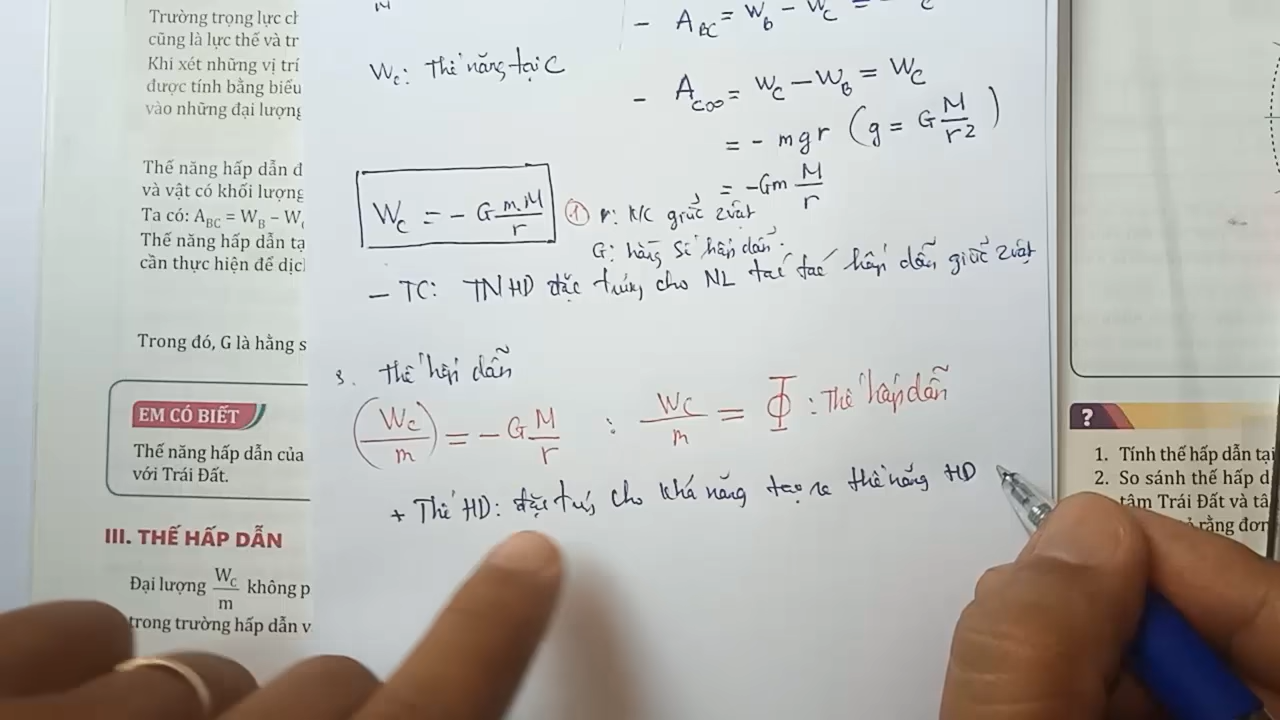 Trường trọng lực ch
cũng là lực thế và tr
Khi xét những vị trí
được tính bằng biểu
vào những đại lượng
Thế năng hấp dẫn đ
và vật có khối lượng
Ta có: A_BC = W_B – W
Thế năng hấp dẫn tạ
cần thực hiện để dịc
Trong đó, G là hằng s
EM CÓ BIẾT
Thế năng hấp dẫn của
với Trái Đất.
III. THẾ HẤP DẪN
Đại lượng W_C/m không p
trong trường hấp dẫn v
W_C: Thế năng tại C
- A_BC = W_B - W_C =
- A_C∞ = W_C - W_B = W_C
= - mgr (g = G M/r²)
= -Gm M/r
W_C = - G mM/r (1) r: K/C giữa 2 vật
G: hằng số hấp dẫn.
- TC: TNHD đặc trưng cho NL tương tác hấp dẫn giữa 2 vật
3. Thế hấp dẫn
(W_C/m) = - G M/r : W_C/m = Φ : Thế hấp dẫn
+ Thế HD: đặc trưng cho khả năng tạo ra thế năng HD
?
1. Tính thế hấp dẫn tại
2. So sánh thế hấp d
tâm Trái Đất và tâ
rằng đơn